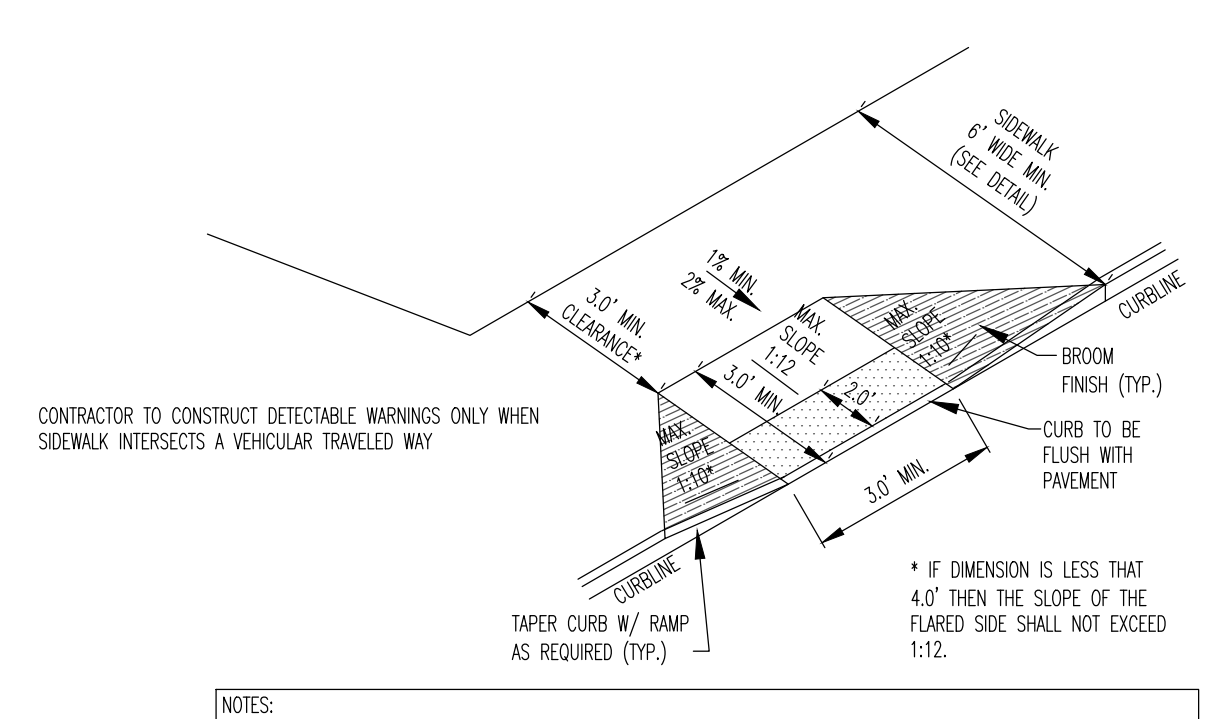 SIDEWALK
6' WIDE MIN.
(SEE DETAIL)
1% MIN.
2% MAX.
3.0' MIN.
CLEARANCE*
MAX.
SLOPE
1:12
3.0' MIN.
2.0'
MAX.
SLOPE
1:10*
CURBLINE
BROOM
FINISH (TYP.)
CONTRACTOR TO CONSTRUCT DETECTABLE WARNINGS ONLY WHEN
SIDEWALK INTERSECTS A VEHICULAR TRAVELED WAY
MAX.
SLOPE
1:10*
CURB TO BE
FLUSH WITH
PAVEMENT
3.0' MIN.
CURBLINE
TAPER CURB W/ RAMP
AS REQUIRED (TYP.)
* IF DIMENSION IS LESS THAT
4.0' THEN THE SLOPE OF THE
FLARED SIDE SHALL NOT EXCEED
1:12.
NOTES: